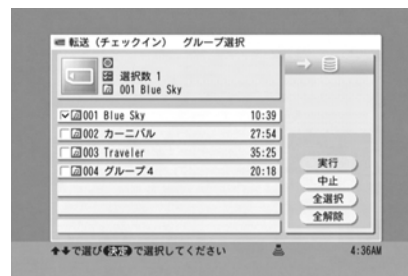 転送（チェックイン） グループ選択
選択数 1
001 Blue Sky
001 Blue Sky 10:39
002 カーニバル 27:54
003 Traveler 35:25
004 グループ4 20:18
実行
中止
全選択
全解除
↑↓で選び決定で選択してください 4:36AM